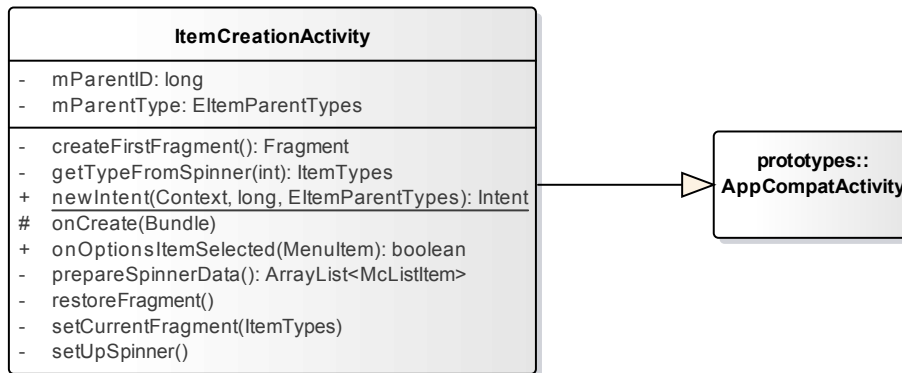 ItemCreationActivity
- mParentID: long
- mParentType: EItemParentTypes
- createFirstFragment(): Fragment
- getTypeFromSpinner(int): ItemTypes
+ newIntent(Context, long, EItemParentTypes): Intent
# onCreate(Bundle)
+ onOptionsItemSelected(MenuItem): boolean
- prepareSpinnerData(): ArrayList<McListItem>
- restoreFragment()
- setCurrentFragment(ItemTypes)
- setUpSpinner()
prototypes::
AppCompatActivity